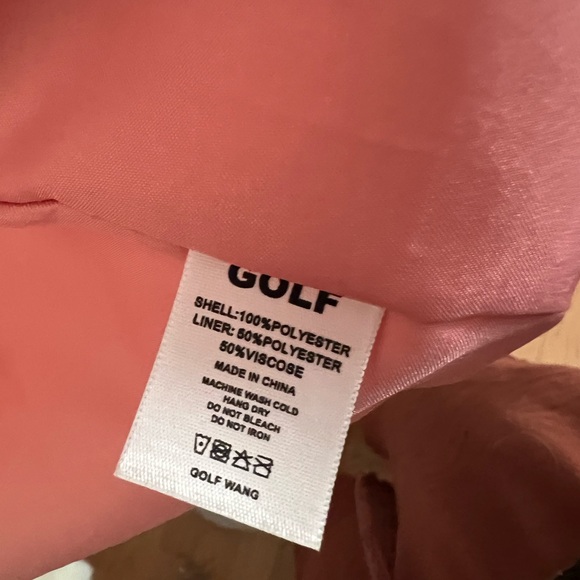 GOLF
SHELL:100%POLYESTER
LINER: 50%POLYESTER
50%VISCOSE
MADE IN CHINA
MACHINE WASH COLD
HANG DRY
DO NOT BLEACH
DO NOT IRON
GOLF WANG